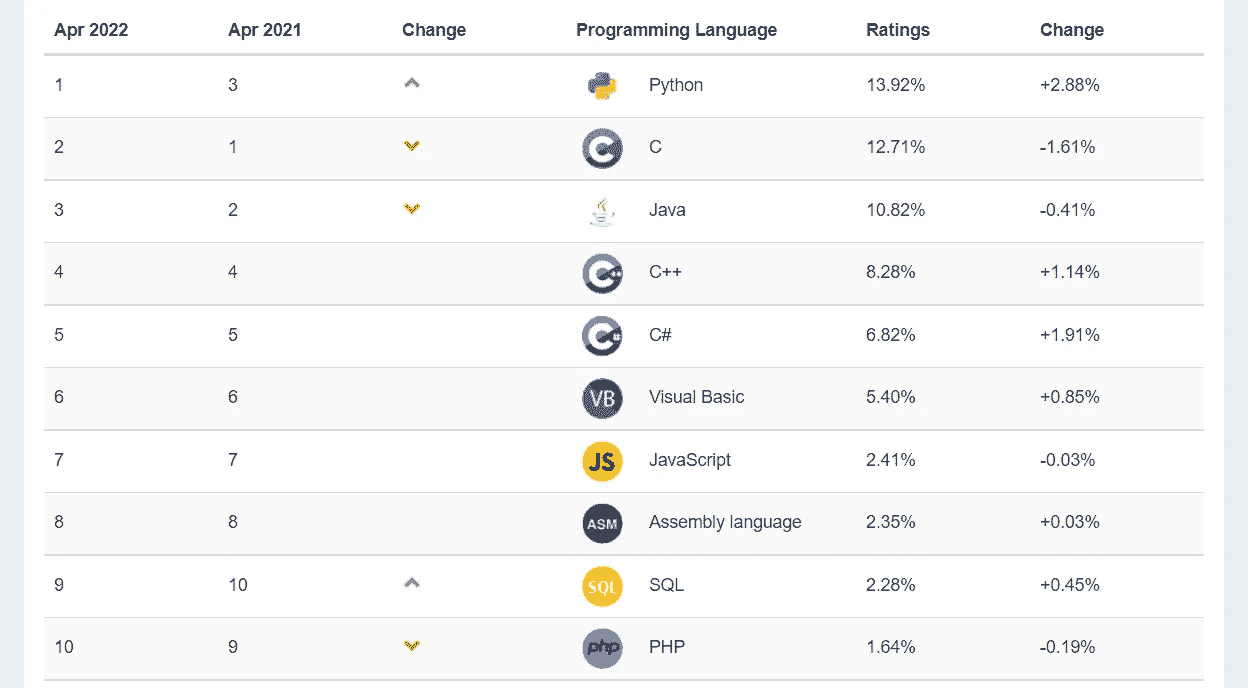 Apr 2022 Apr 2021 Change Programming Language Ratings Change
1 3 Python 13.92% +2.88%
2 1 C 12.71% -1.61%
3 2 Java 10.82% -0.41%
4 4 C++ 8.28% +1.14%
5 5 C# 6.82% +1.91%
6 6 VB Visual Basic 5.40% +0.85%
7 7 JS JavaScript 2.41% -0.03%
8 8 ASM Assembly language 2.35% +0.03%
9 10 SQL SQL 2.28% +0.45%
10 9 php PHP 1.64% -0.19%